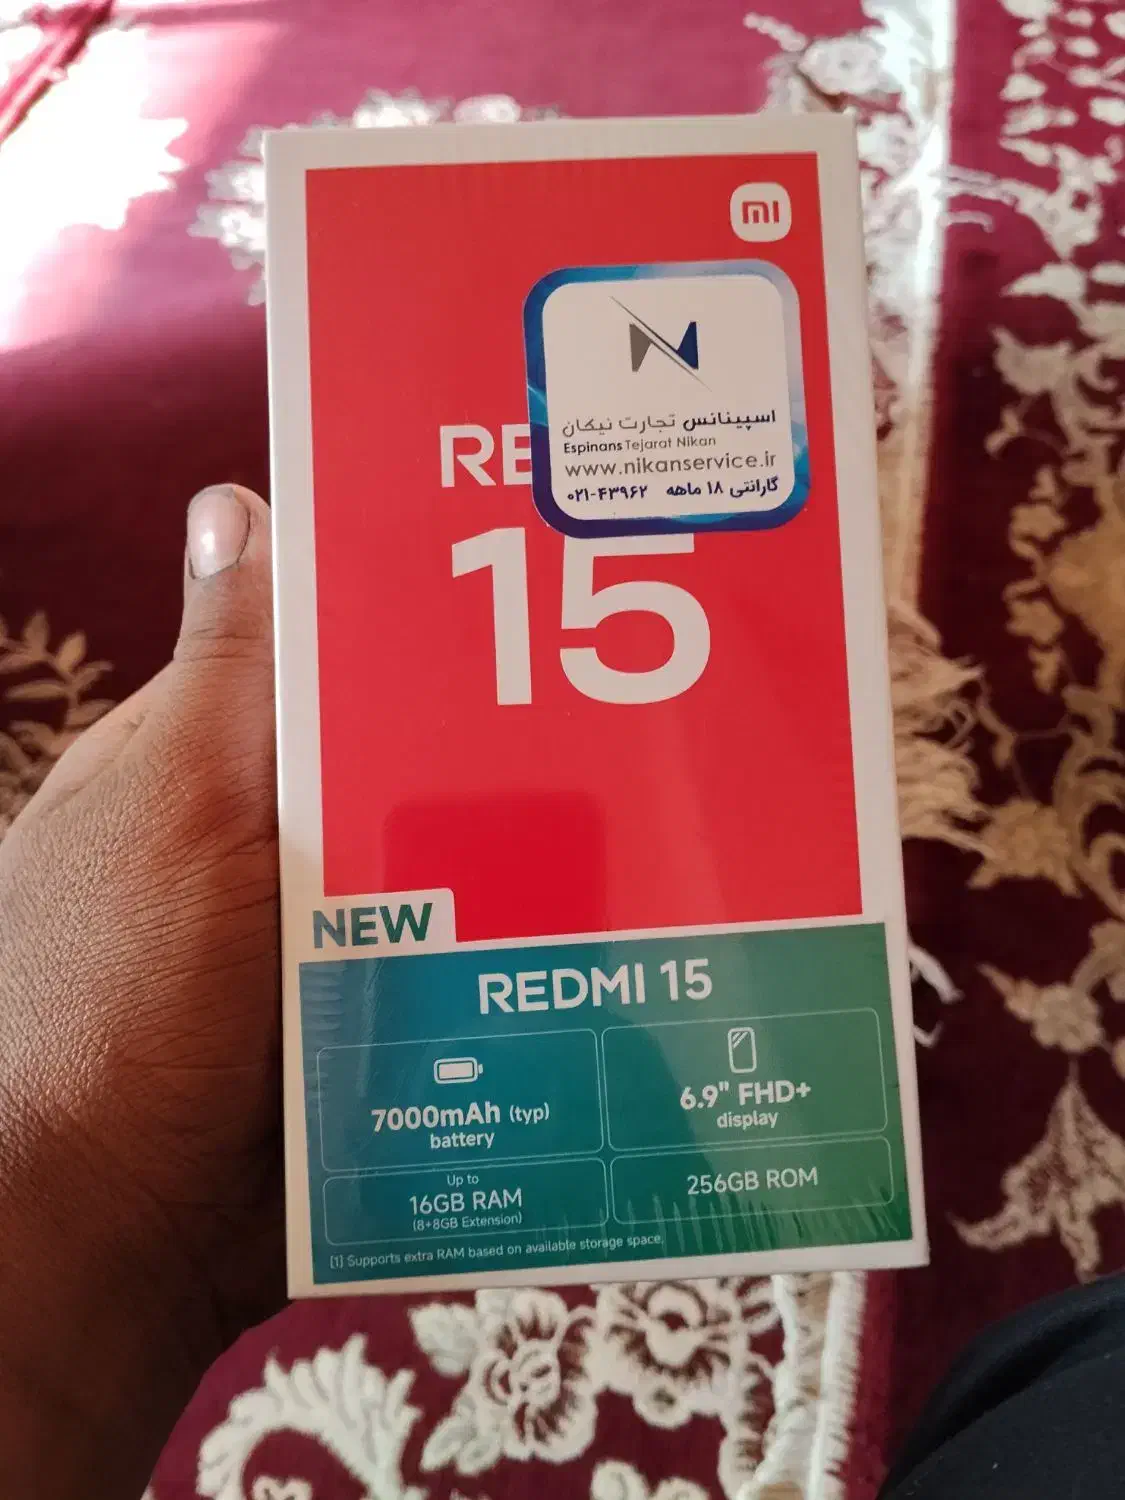 mi
RE
اسپینانس تجارت نیکان
Espinans Tejarat Nikan
www.nikanservice.ir
گارانتی ۱۸ ماهه ۰۲۱-۴۳۹۶۲
15
NEW
REDMI 15
7000mAh (typ)
battery
6.9" FHD+
display
Up to
16GB RAM
(8+8GB Extension)
256GB ROM
[1] Supports extra RAM based on available storage space.